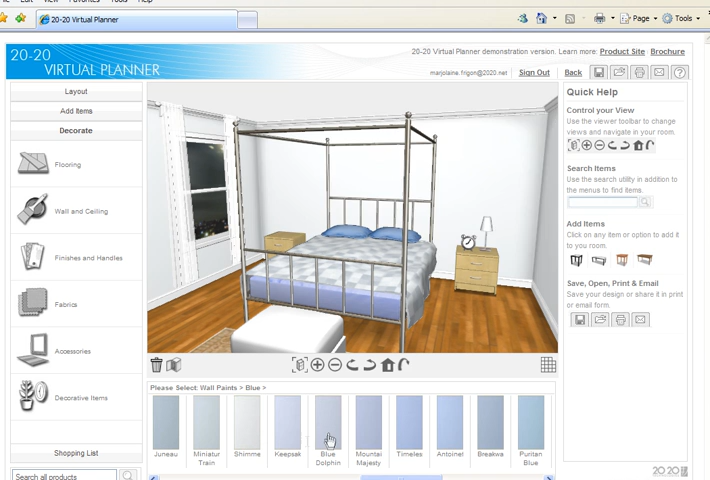 File Edit View Favorites Tools Help
20-20 Virtual Planner
Page
Tools
20-20
VIRTUAL PLANNER
20-20 Virtual Planner demonstration version. Learn more: Product Site - Brochure
marjolaine.frigon@2020.net
Sign Out
Back
Layout
Add Items
Decorate
Flooring
Wall and Ceiling
Finishes and Handles
Fabrics
Accessories
Decorative Items
Shopping List
Search all products
Please Select: Wall Paints > Blue >
Juneau
Miniatur Train
Shimme
Keepsak
Blue Dolphin
Mountai Majesty
Timeles
Antoinet
Breakwa
Puritan Blue
Quick Help
Control your View
Use the viewer toolbar to change
views and navigate in your room.
Search Items
Use the search utility in addition to
the menus to find items.
Add Items
Click on any item or option to add it
to you room.
Save, Open, Print & Email
Save your design or share it in print
or email form.
20 20